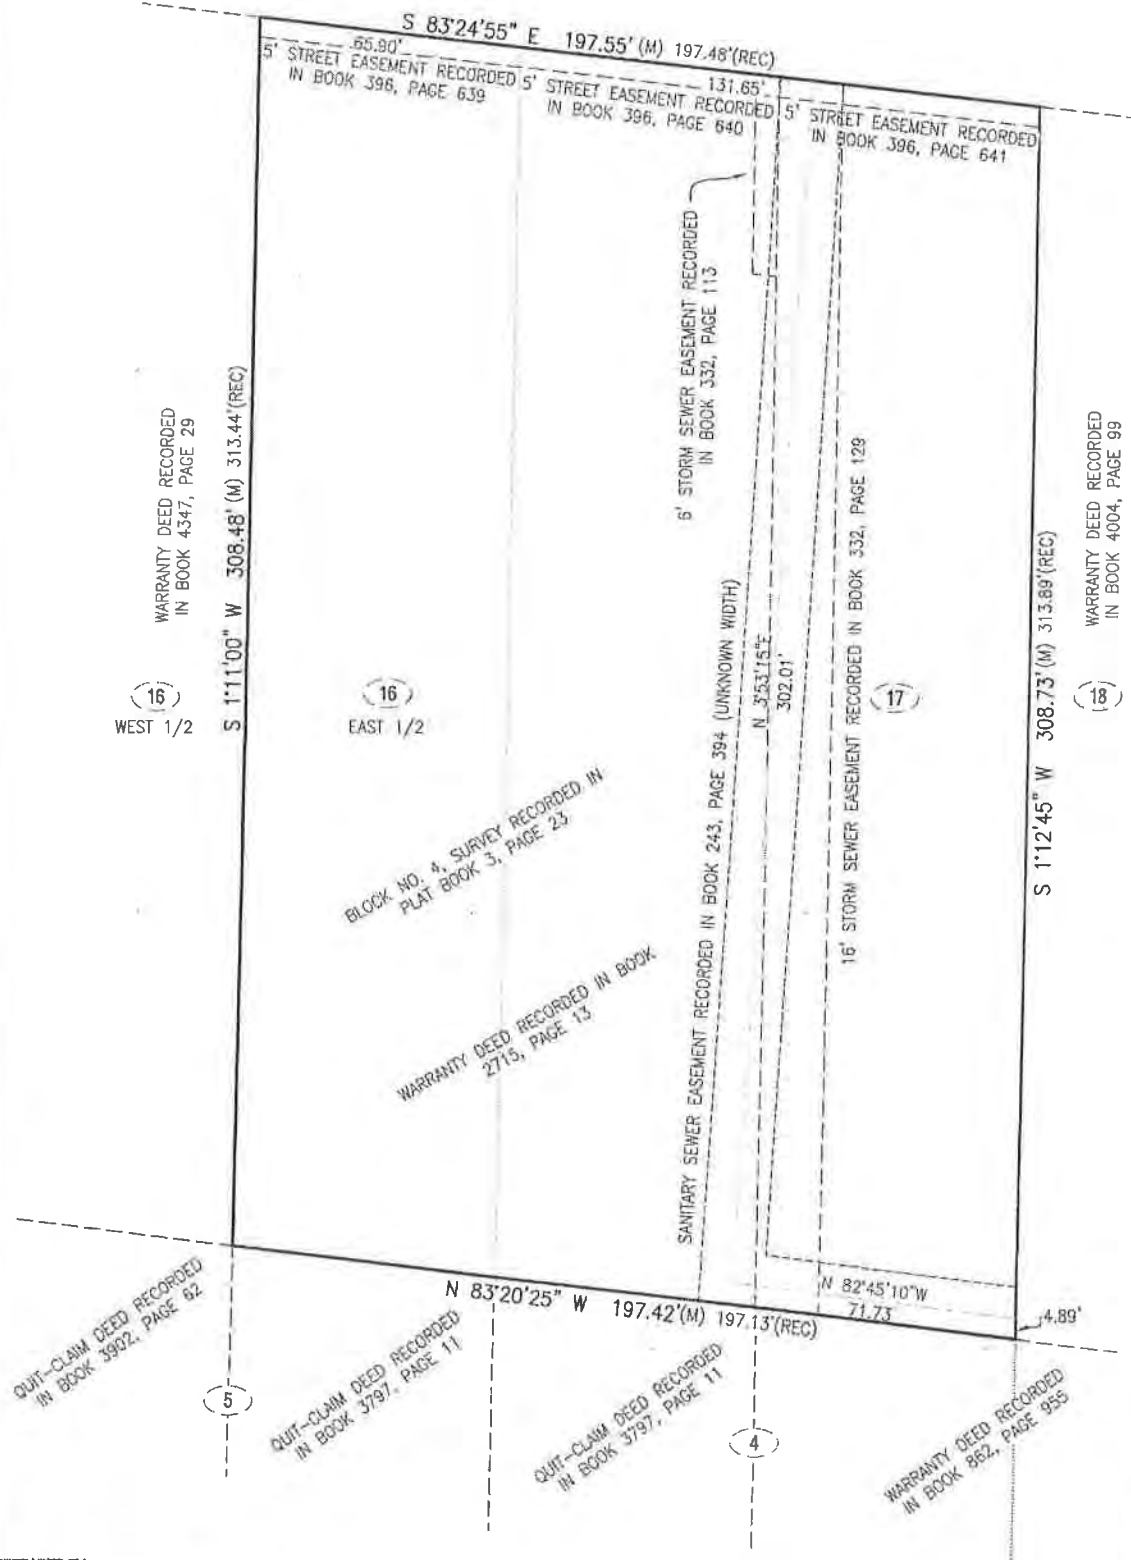 S 83°24'55" E 197.55' (M) 197.48'(REC)
65.90'
131.65'
5' STREET EASEMENT RECORDED
IN BOOK 396, PAGE 639
5' STREET EASEMENT RECORDED
IN BOOK 396, PAGE 640
5' STREET EASEMENT RECORDED
IN BOOK 396, PAGE 641
6' STORM SEWER EASEMENT RECORDED
IN BOOK 332, PAGE 113
WARRANTY DEED RECORDED
IN BOOK 4347, PAGE 29
S 1°11'00" W 308.48' (M) 313.44'(REC)
16
WEST 1/2
16
EAST 1/2
SANITARY SEWER EASEMENT RECORDED IN BOOK 243, PAGE 394 (UNKNOWN WIDTH)
N 3°53'15" E
302.01'
16' STORM SEWER EASEMENT RECORDED IN BOOK 332, PAGE 129
17
S 1°12'45" W 308.73' (M) 313.89'(REC)
WARRANTY DEED RECORDED
IN BOOK 4004, PAGE 99
18
BLOCK NO. 4, SURVEY RECORDED IN
PLAT BOOK 3, PAGE 23
WARRANTY DEED RECORDED IN BOOK
2715, PAGE 13
N 82°45'10"W
71.73
4.89'
N 83°20'25" W 197.42'(M) 197.13'(REC)
QUIT-CLAIM DEED RECORDED
IN BOOK 3902, PAGE 62
5
QUIT-CLAIM DEED RECORDED
IN BOOK 3797, PAGE 11
QUIT-CLAIM DEED RECORDED
IN BOOK 3797, PAGE 11
4
WARRANTY DEED RECORDED
IN BOOK 862, PAGE 955